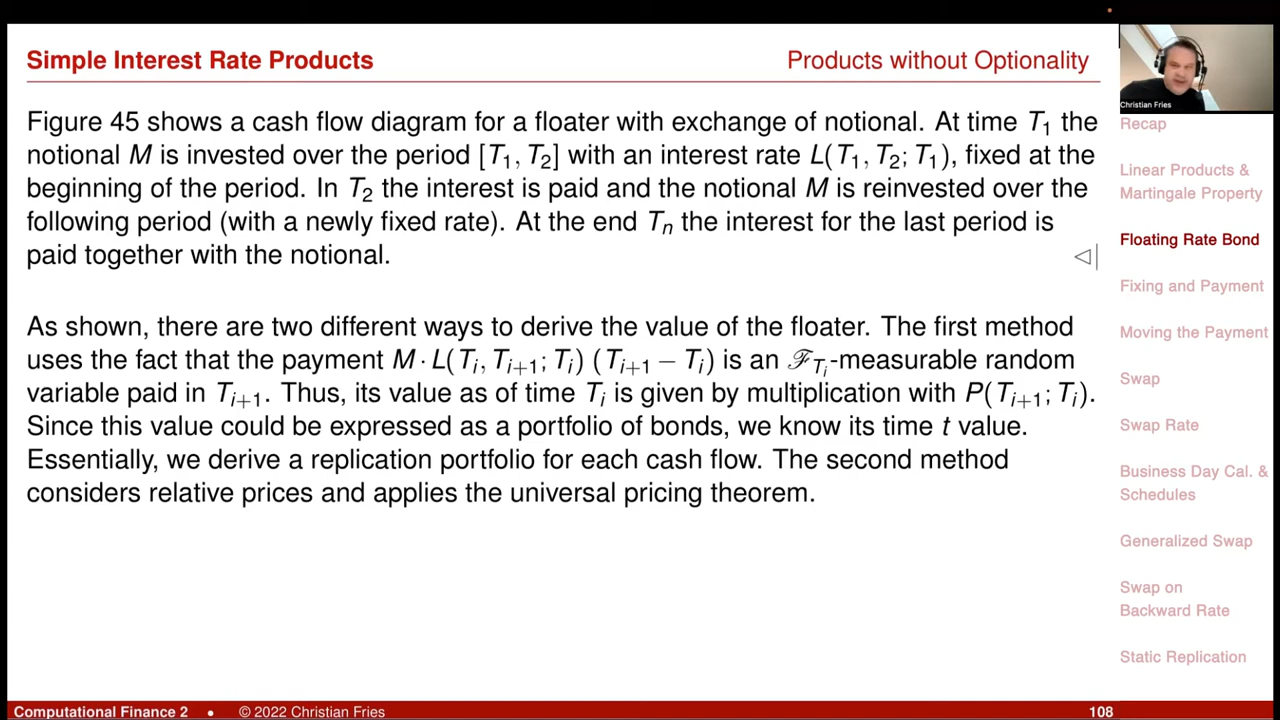 Simple Interest Rate Products
Products without Optionality
Figure 45 shows a cash flow diagram for a floater with exchange of notional. At time T₁ the
notional M is invested over the period [T₁, T₂] with an interest rate L(T₁, T₂; T₁), fixed at the
beginning of the period. In T₂ the interest is paid and the notional M is reinvested over the
following period (with a newly fixed rate). At the end Tₙ the interest for the last period is
paid together with the notional.
◁|
As shown, there are two different ways to derive the value of the floater. The first method
uses the fact that the payment M · L(Tᵢ, Tᵢ₊₁; Tᵢ) (Tᵢ₊₁ − Tᵢ) is an ℱ_Tᵢ-measurable random
variable paid in Tᵢ₊₁. Thus, its value as of time Tᵢ is given by multiplication with P(Tᵢ₊₁; Tᵢ).
Since this value could be expressed as a portfolio of bonds, we know its time t value.
Essentially, we derive a replication portfolio for each cash flow. The second method
considers relative prices and applies the universal pricing theorem.
Christian Fries
Recap
Linear Products &
Martingale Property
Floating Rate Bond
Fixing and Payment
Moving the Payment
Swap
Swap Rate
Business Day Cal. &
Schedules
Generalized Swap
Swap on
Backward Rate
Static Replication
Computational Finance 2 • © 2022 Christian Fries
108